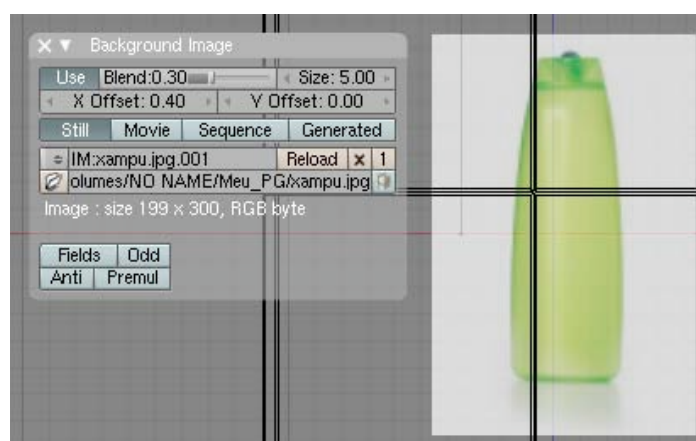 Background Image
Use Blend:0.30 Size: 5.00
X Offset: 0.40 Y Offset: 0.00
Still Movie Sequence Generated
IM:xampu.jpg.001 Reload x 1
olumes/NO NAME/Meu_PG/xampu.jpg
Image : size 199 x 300, RGB byte
Fields Odd
Anti Premul